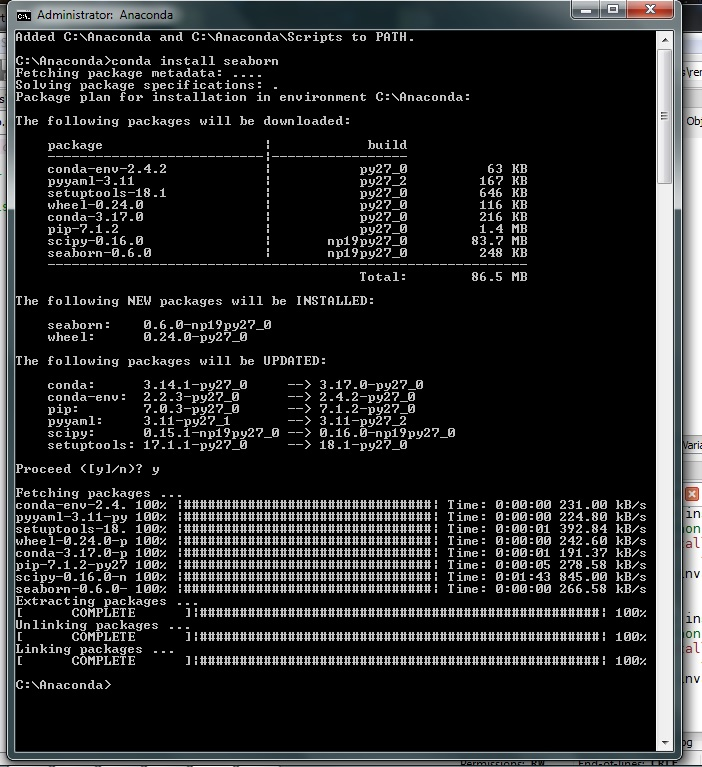 Administrator: Anaconda
Added C:\Anaconda and C:\Anaconda\Scripts to PATH.
C:\Anaconda>conda install seaborn
Fetching package metadata: ....
Solving package specifications: .
Package plan for installation in environment C:\Anaconda:
The following packages will be downloaded:
package | build
---------------------------|-----------------
conda-env-2.4.2 | py27_0 63 KB
pyyaml-3.11 | py27_2 167 KB
setuptools-18.1 | py27_0 646 KB
wheel-0.24.0 | py27_0 116 KB
conda-3.17.0 | py27_0 216 KB
pip-7.1.2 | py27_0 1.4 MB
scipy-0.16.0 | np19py27_0 83.7 MB
seaborn-0.6.0 | np19py27_0 248 KB
------------------------------------------------------------
Total: 86.5 MB
The following NEW packages will be INSTALLED:
seaborn: 0.6.0-np19py27_0
wheel: 0.24.0-py27_0
The following packages will be UPDATED:
conda: 3.14.1-py27_0 --> 3.17.0-py27_0
conda-env: 2.2.3-py27_0 --> 2.4.2-py27_0
pip: 7.0.3-py27_0 --> 7.1.2-py27_0
pyyaml: 3.11-py27_1 --> 3.11-py27_2
scipy: 0.15.1-np19py27_0 --> 0.16.0-np19py27_0
setuptools: 17.1.1-py27_0 --> 18.1-py27_0
Proceed ([y]/n)? y
Fetching packages ...
conda-env-2.4. 100% |################################| Time: 0:00:00 231.00 kB/s
pyyaml-3.11-py 100% |################################| Time: 0:00:00 224.80 kB/s
setuptools-18. 100% |################################| Time: 0:00:01 392.84 kB/s
wheel-0.24.0-p 100% |################################| Time: 0:00:00 242.60 kB/s
conda-3.17.0-p 100% |################################| Time: 0:00:01 191.37 kB/s
pip-7.1.2-py27 100% |################################| Time: 0:00:05 278.58 kB/s
scipy-0.16.0-n 100% |################################| Time: 0:01:43 845.00 kB/s
seaborn-0.6.0- 100% |################################| Time: 0:00:00 266.58 kB/s
Extracting packages ...
[ COMPLETE ]|##################################################| 100%
Unlinking packages ...
[ COMPLETE ]|##################################################| 100%
Linking packages ...
[ COMPLETE ]|##################################################| 100%
C:\Anaconda>
Obj
Varia
Permissions: RW End-of-lines: CRLF